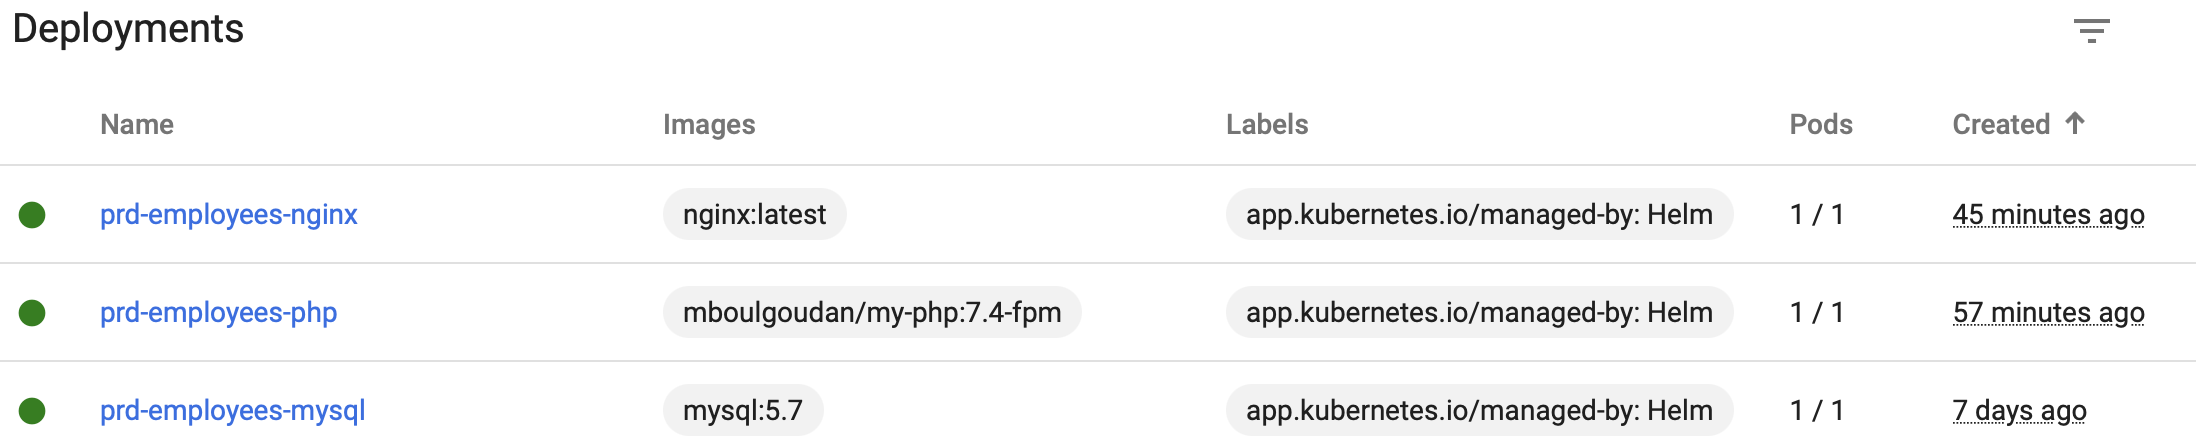 Deployments
Name Images Labels Pods Created
prd-employees-nginx nginx:latest app.kubernetes.io/managed-by: Helm 1 / 1 45 minutes ago
prd-employees-php mboulgoudan/my-php:7.4-fpm app.kubernetes.io/managed-by: Helm 1 / 1 57 minutes ago
prd-employees-mysql mysql:5.7 app.kubernetes.io/managed-by: Helm 1 / 1 7 days ago